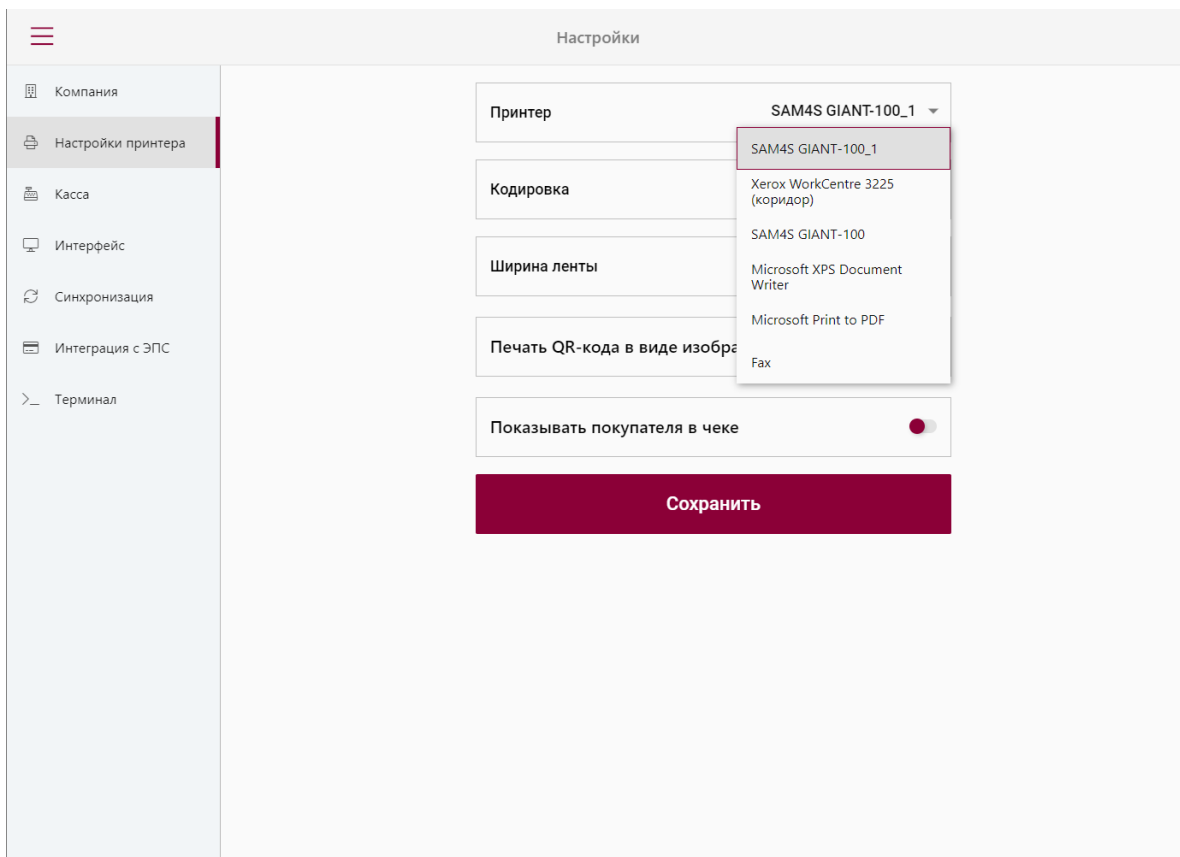 Настройки
Компания
Настройки принтера
Касса
Интерфейс
Синхронизация
Интеграция с ЭПС
Терминал
Принтер
SAM4S GIANT-100_1
SAM4S GIANT-100_1
Xerox WorkCentre 3225
(коридор)
SAM4S GIANT-100
Microsoft XPS Document
Writer
Microsoft Print to PDF
Fax
Кодировка
Ширина ленты
Печать QR-кода в виде изобра
Показывать покупателя в чеке
Сохранить